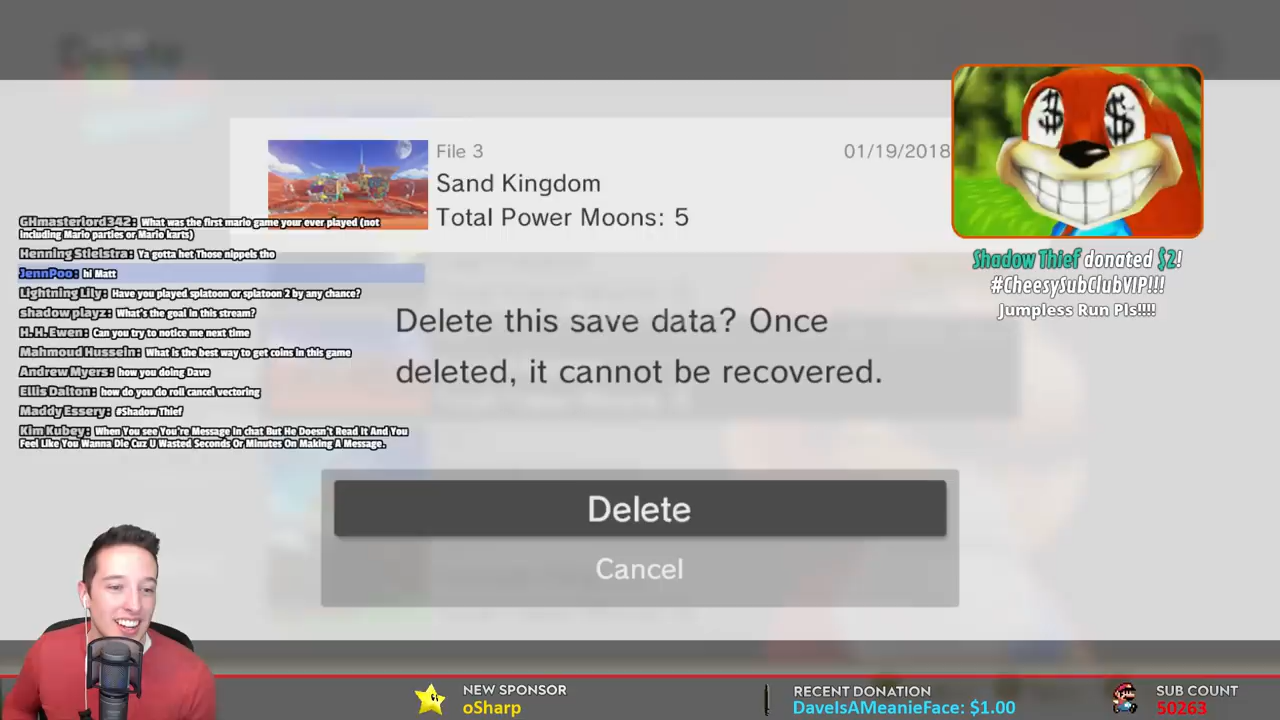 Delete
File 3
01/19/2018
Sand Kingdom
Total Power Moons: 5
GHmasterlord342: What was the first mario game your ever played (not
including Mario parties or Mario karts)
Henning Stielstra: Ya gotta het Those nippels tho
JennPoo: hi Matt
Lightning Lily: Have you played splatoon or splatoon 2 by any chance?
shadow playz: What's the goal in this stream?
H.H.Ewen: Can you try to notice me next time
Mahmoud Hussein: What is the best way to get coins in this game
Andrew Myers: how you doing Dave
Ellis Dalton: how do you do roll cancel vectoring
Maddy Essery: #Shadow Thief
Kim Kubey: When You see You're Message In chat But He Doesn't Read It And You
Feel Like You Wanna Die Cuz U Wasted Seconds Or Minutes On Making A Message.
Shadow Thief donated $2!
#CheesySubClubVIP!!!
Jumpless Run Pls!!!!
Delete this save data? Once
deleted, it cannot be recovered.
Delete
Cancel
NEW SPONSOR
oSharp
RECENT DONATION
DaveIsAMeanieFace: $1.00
SUB COUNT
50263